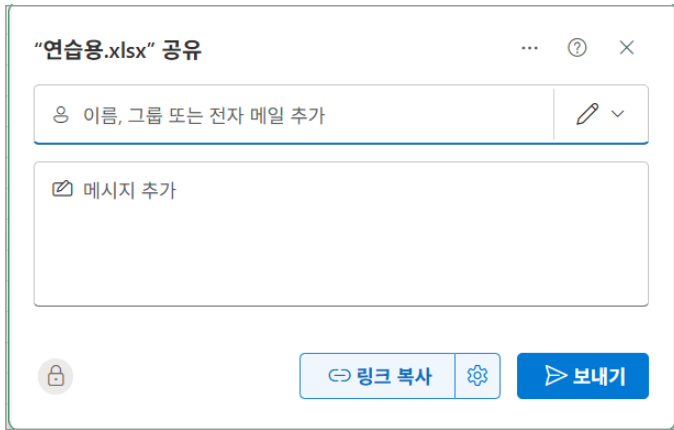 “연습용.xlsx” 공유
이름, 그룹 또는 전자 메일 추가
메시지 추가
링크 복사
보내기